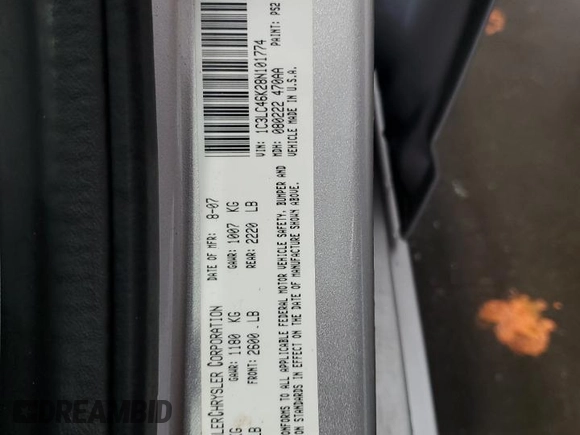 LERCHRYSLER CORPORATION DATE OF MFR: 8-07 VIN: 1C3LC46K28N101774
GAWR: 1180 KG GAWR: 1007 KG MDH: 080222 470AA PAINT: PS2
FRONT: 2600 LB REAR: 2220 LB VEHICLE MADE IN U.S.A.
ONFORMS TO ALL APPLICABLE FEDERAL MOTOR VEHICLE SAFETY, BUMPER AND
ON STANDARDS IN EFFECT ON THE DATE OF MANUFACTURE SHOWN ABOVE.
DREAMBID